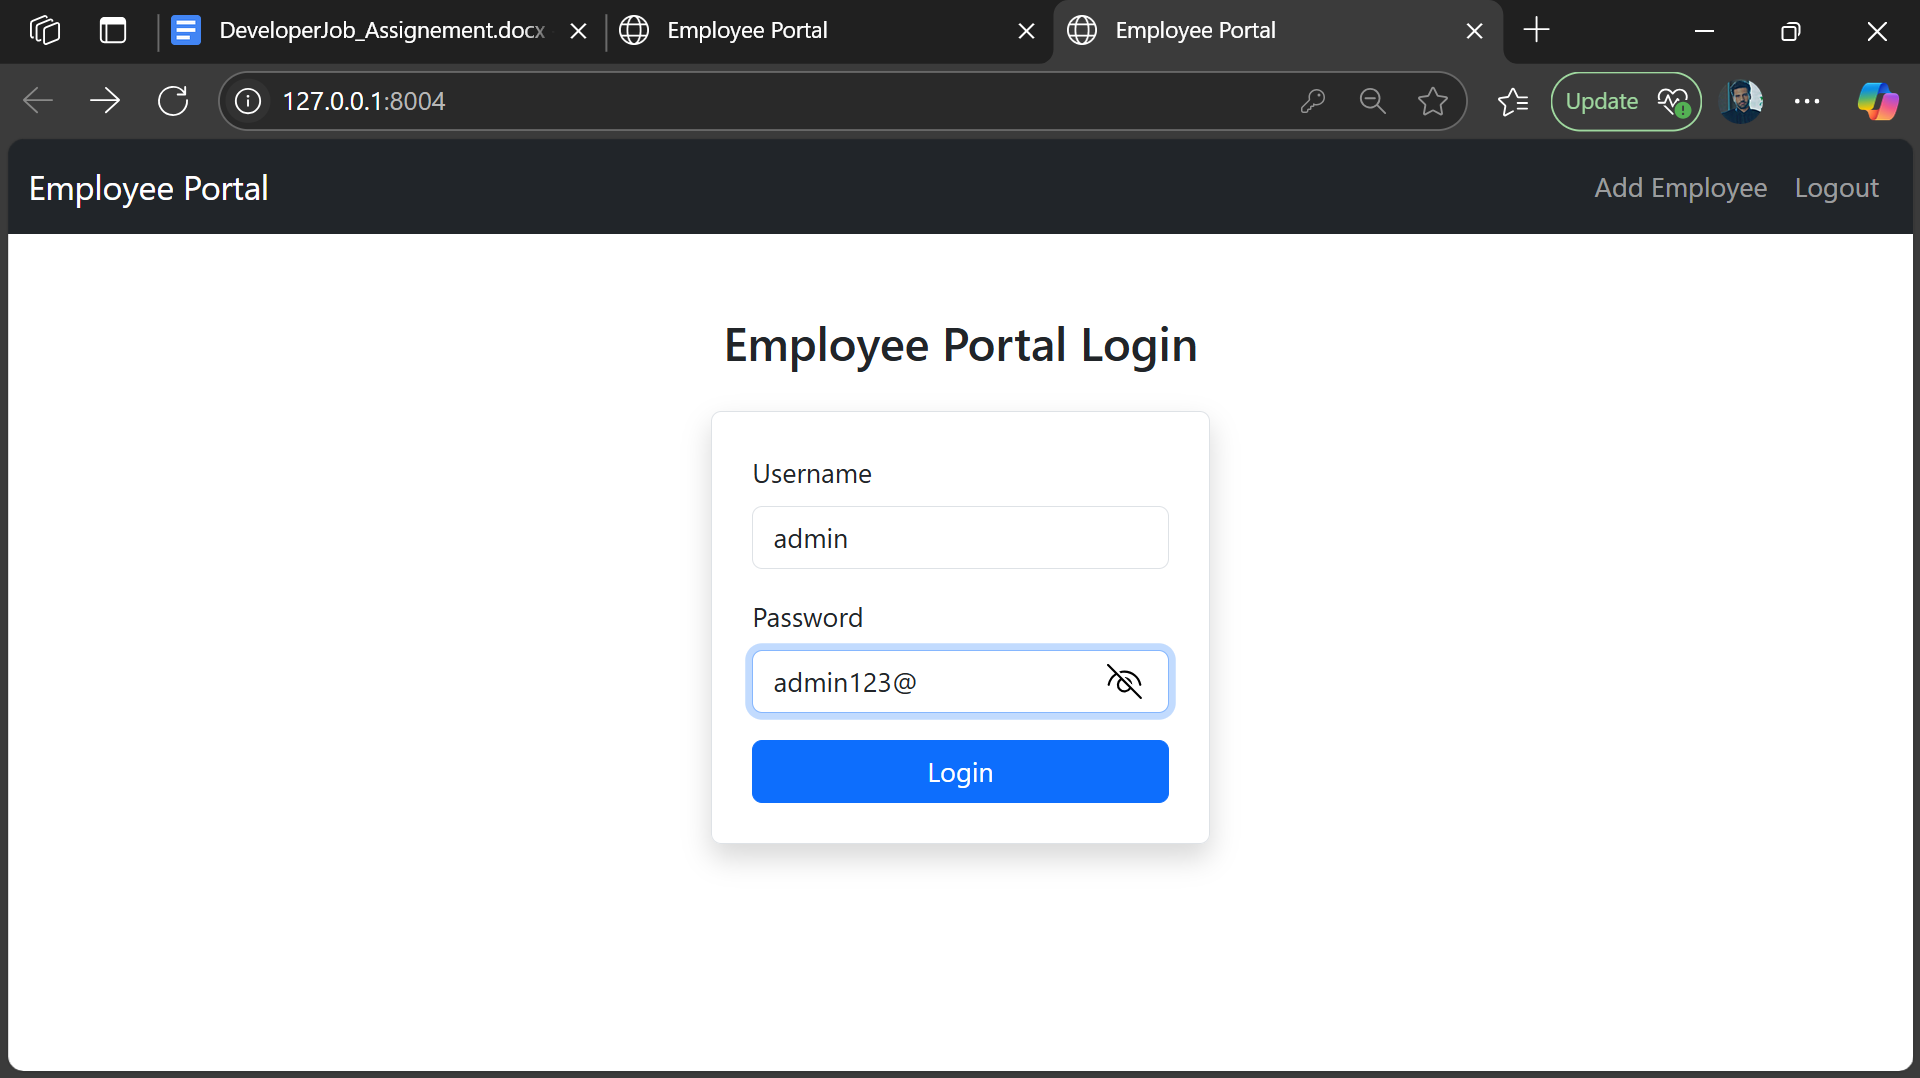 DeveloperJob_Assignement.docx
Employee Portal
Employee Portal
127.0.0.1:8004
Update
Employee Portal
Add Employee
Logout
Employee Portal Login
Username
admin
Password
admin123@
Login